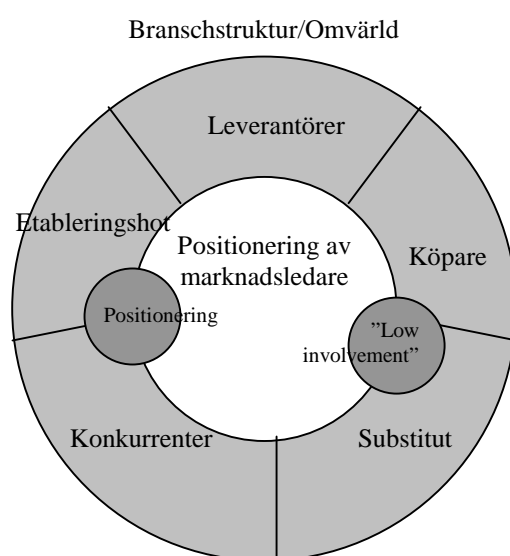 Branschstruktur/Omvärld
Leverantörer
Etableringshot
Positionering av
marknadsledare
Köpare
Positionering
”Low
involvement”
Konkurrenter
Substitut